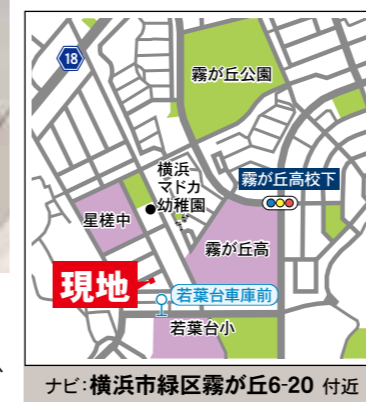 18
霧が丘公園
横浜
マドカ
幼稚園
霧が丘高校下
星槎中
霧が丘高
現地
若葉台車庫前
若葉台小
ナビ:横浜市緑区霧が丘6-20 付近